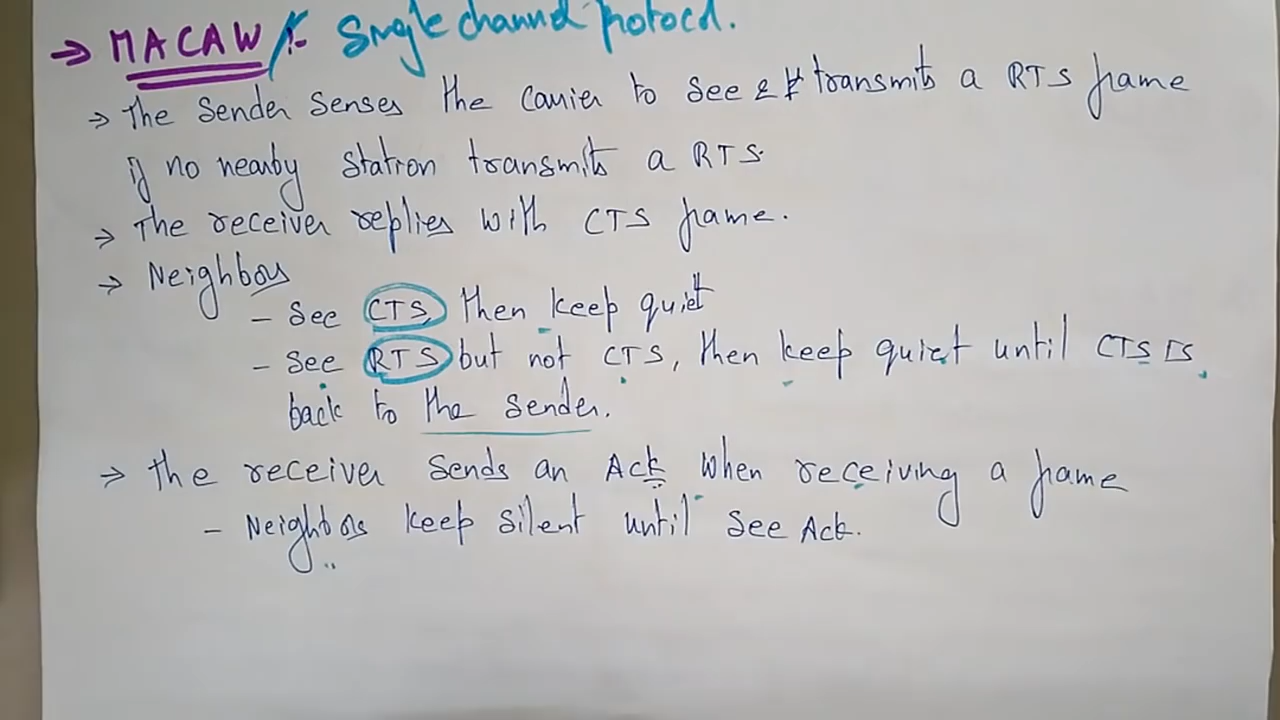 → MACAW :- Single channel protocol.
→ The Sender Senses the carrier to see & transmits a RTS frame
if no nearby station transmits a RTS.
→ The receiver replies with CTS frame.
→ Neighbors
- See CTS, then keep quiet
- See RTS but not CTS, then keep quiet until CTS is
back to the sender.
→ the receiver sends an Ack when receiving a frame
- Neighbors keep silent until see Ack.